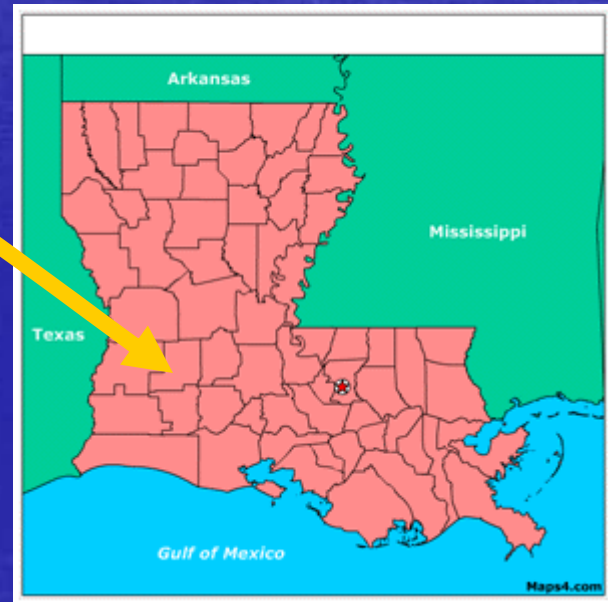 Arkansas
Mississippi
Texas
Gulf of Mexico
Maps4.com